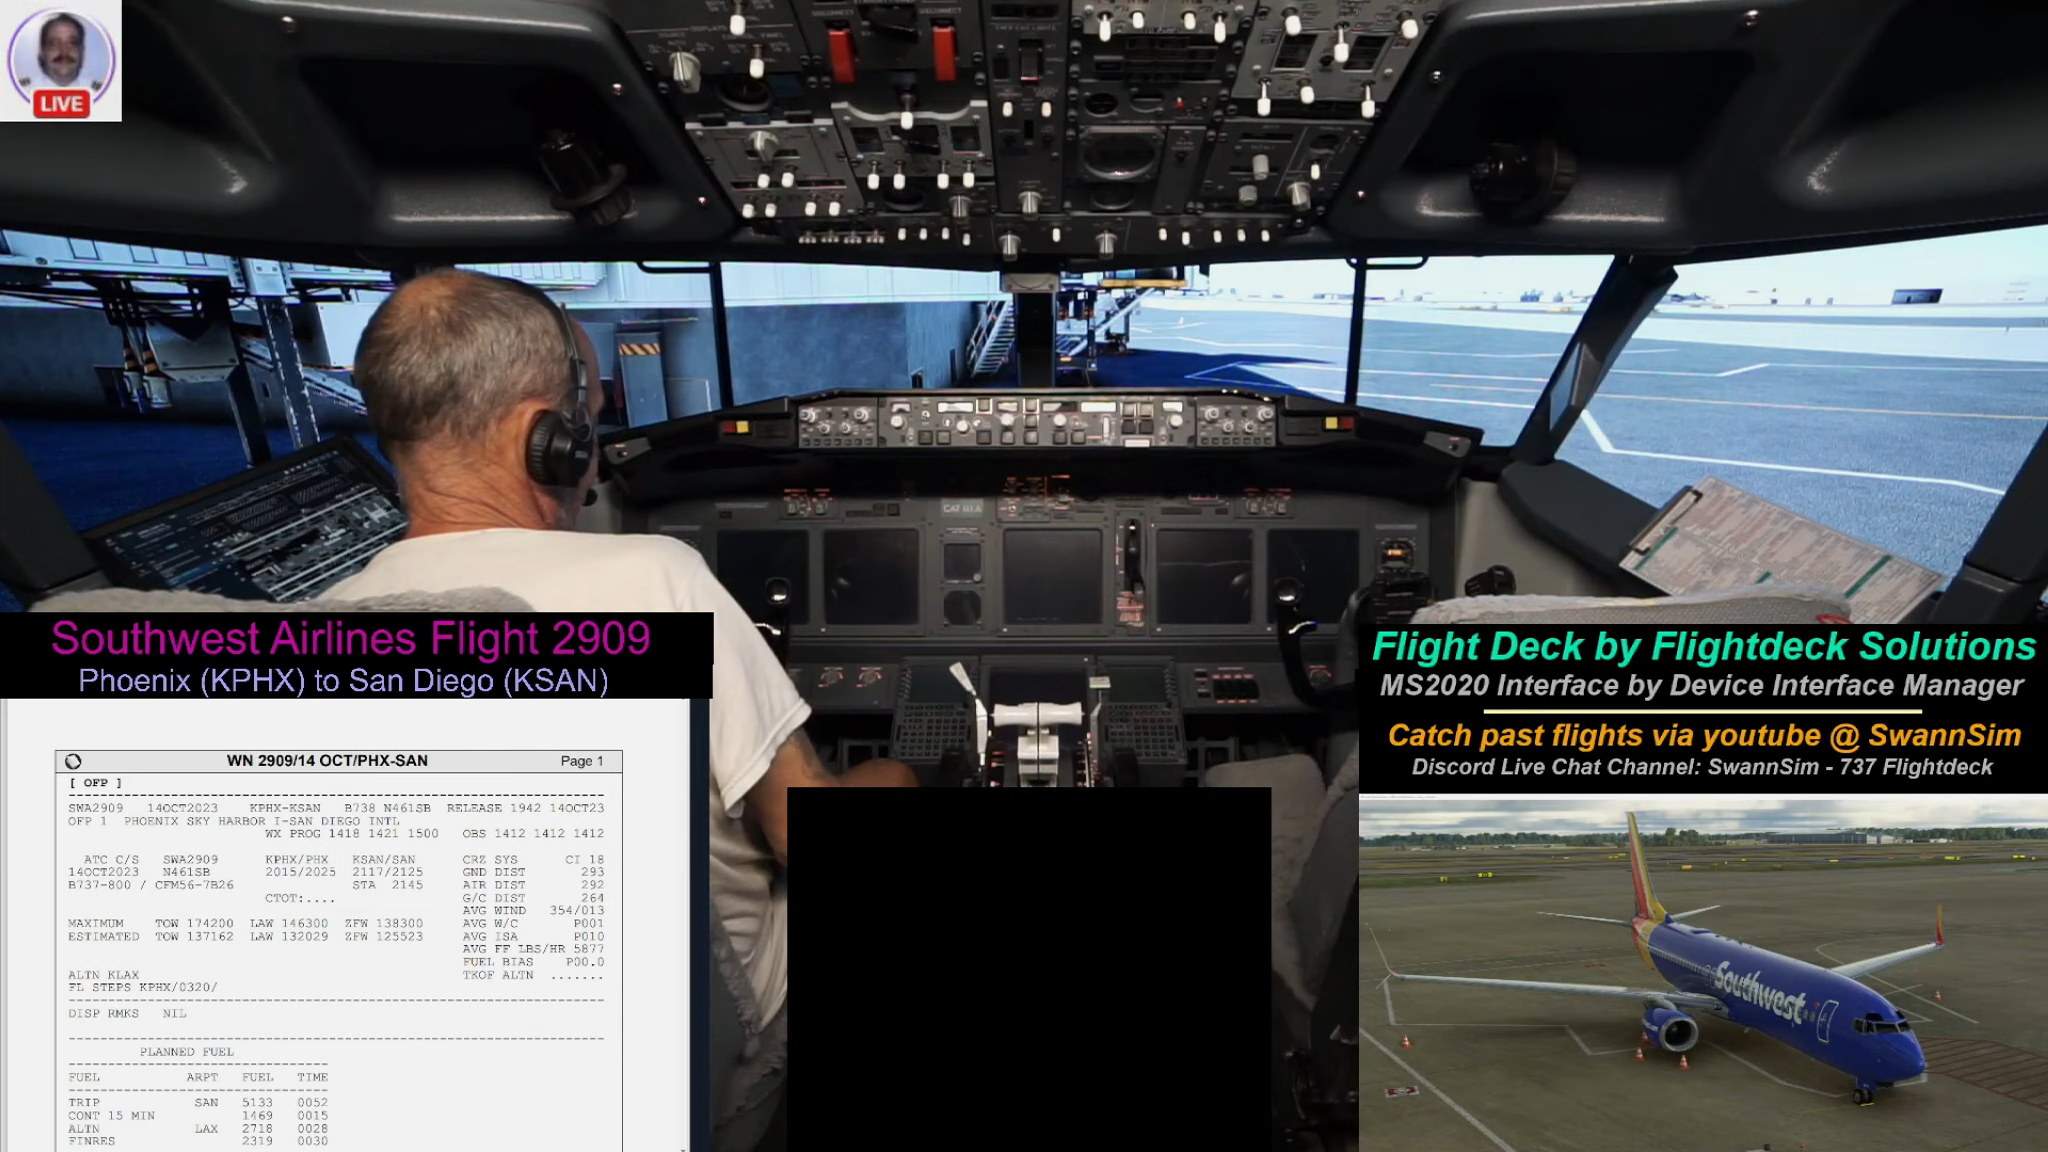 LIVE
DISCONNECT
DISCONNECT
CAT III A
Southwest Airlines Flight 2909
Phoenix (KPHX) to San Diego (KSAN)
WN 2909/14 OCT/PHX-SAN Page 1
[ OFP ]
SWA2909 14OCT2023 KPHX-KSAN B738 N461SB RELEASE 1942 14OCT23
OFP 1 PHOENIX SKY HARBOR I-SAN DIEGO INTL
WX PROG 1418 1421 1500 OBS 1412 1412 1412
ATC C/S SWA2909 KPHX/PHX KSAN/SAN CRZ SYS CI 18
14OCT2023 N461SB 2015/2025 2117/2125 GND DIST 293
B737-800 / CFM56-7B26 STA 2145 AIR DIST 292
CTOT:.... G/C DIST 264
AVG WIND 354/013
MAXIMUM TOW 174200 LAW 146300 ZFW 138300 AVG W/C P001
ESTIMATED TOW 137162 LAW 132029 ZFW 125523 AVG ISA P010
AVG FF LBS/HR 5877
FUEL BIAS P00.0
ALTN KLAX TKOF ALTN .......
FL STEPS KPHX/0320/
DISP RMKS NIL
PLANNED FUEL
FUEL ARPT FUEL TIME
TRIP SAN 5133 0052
CONT 15 MIN 1469 0015
ALTN LAX 2718 0028
FINRES 2319 0030
Flight Deck by Flightdeck Solutions
MS2020 Interface by Device Interface Manager
Catch past flights via youtube @ SwannSim
Discord Live Chat Channel: SwannSim - 737 Flightdeck
Southwest